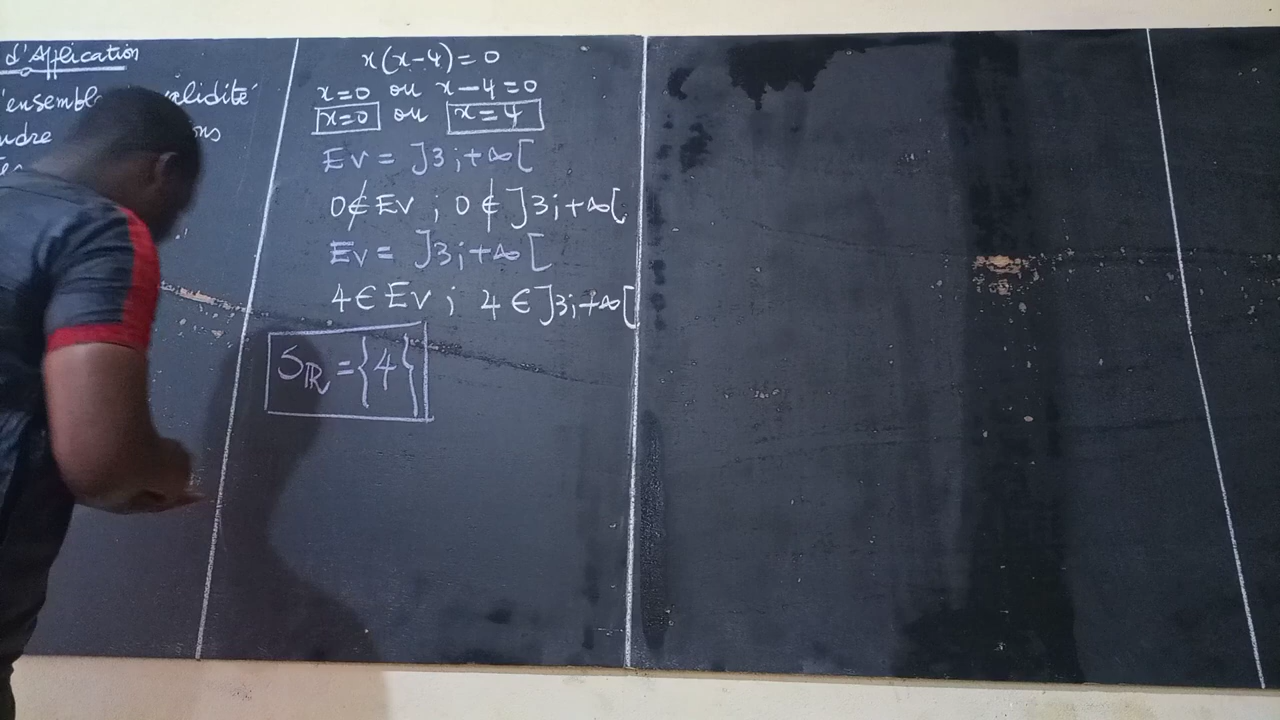 d'Application
'ensemble validité
x(x-4)=0
x=0 ou x-4=0
x=0 ou x=4
Ev = ]3;+∞[
0∉Ev ; 0∉]3;+∞[
Ev = ]3;+∞[
4∈Ev ; 4∈]3;+∞[
Sℝ={4}